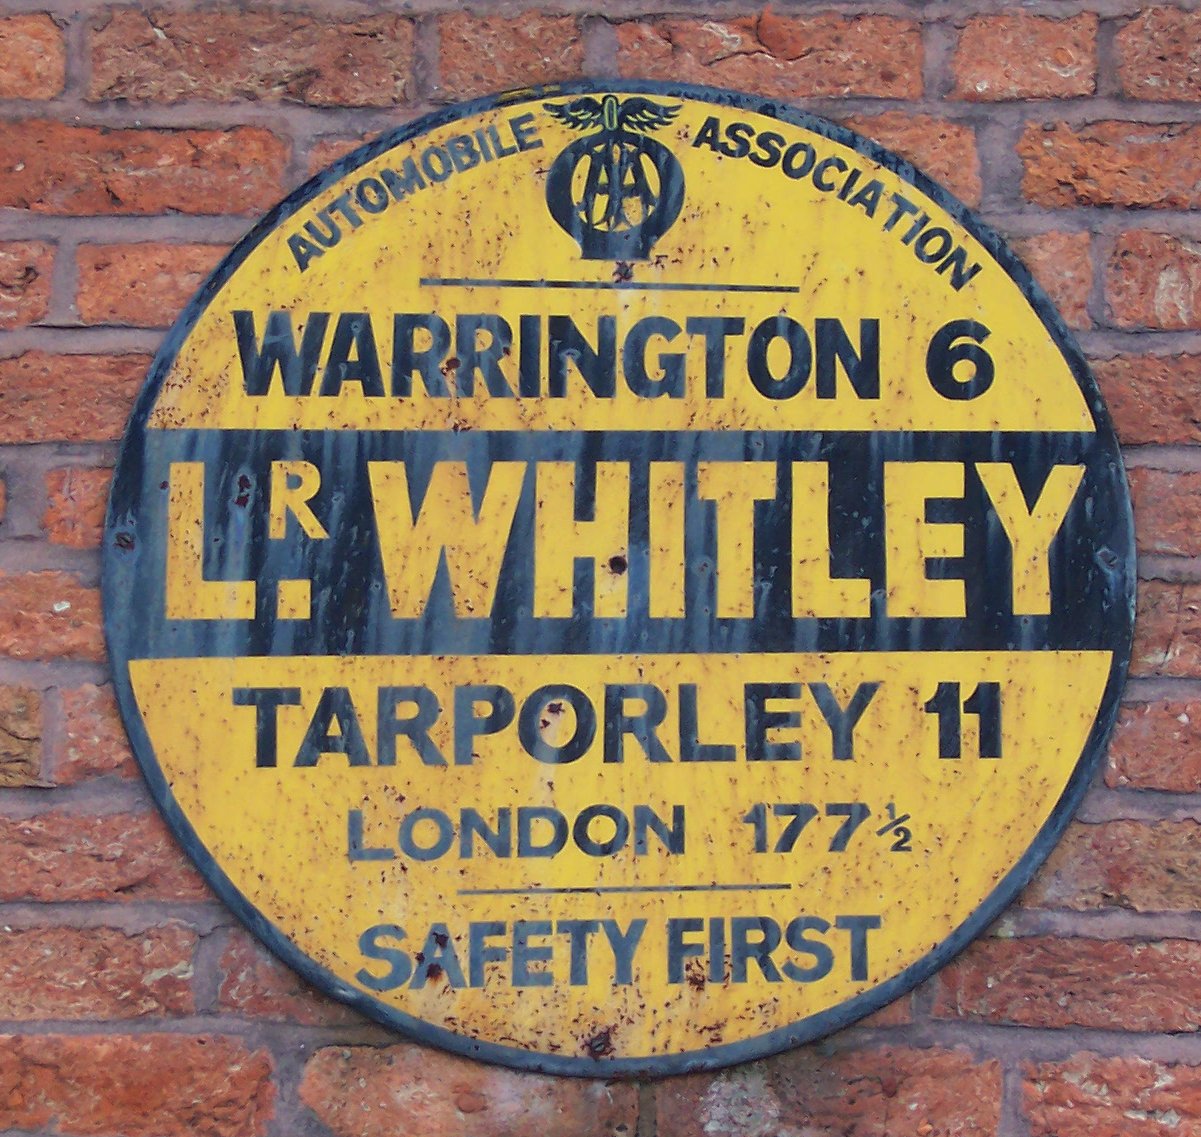 AUTOMOBILE AA ASSOCIATION
WARRINGTON 6
LR. WHITLEY
TARPORLEY 11
LONDON 177½
SAFETY FIRST